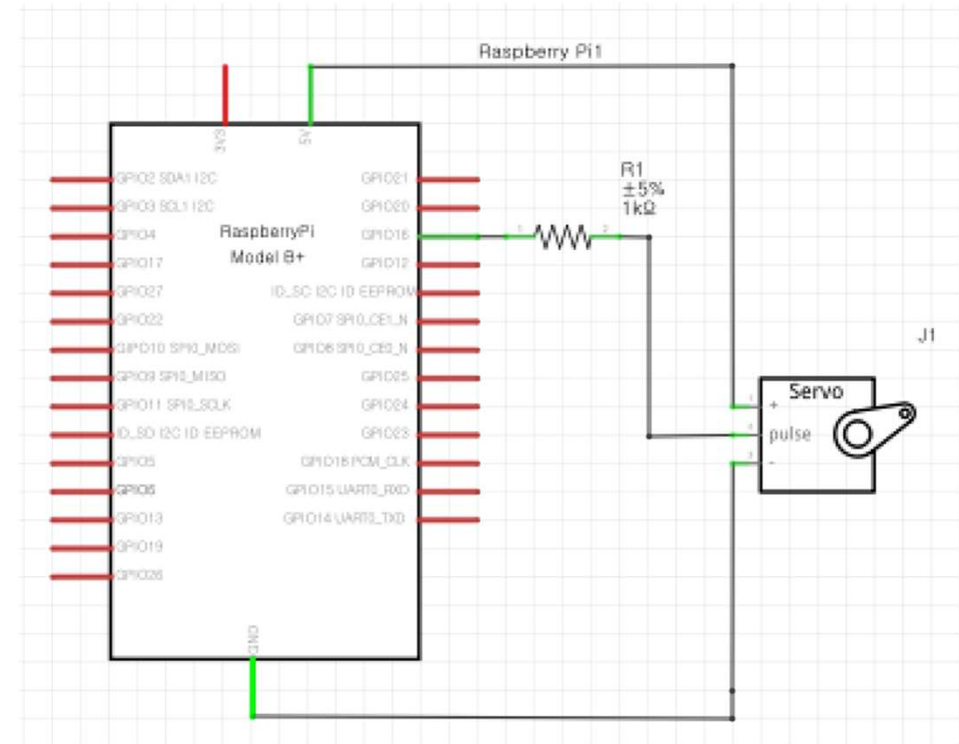 Raspberry Pi1
3V3
5V
R1
±5%
1kΩ
GPIO2 SDA1 I2C
GPIO21
GPIO3 SCL1 I2C
GPIO20
GPIO4
RaspberryPi
Model B+
GPIO16
1
2
GPIO17
GPIO12
GPIO27
ID_SC I2C ID EEPROM
GPIO22
GPIO7 SPI0_CE1_N
GIPO10 SPI0_MOSI
GPIO8 SPI0_CE0_N
J1
GPIO9 SPI0_MISO
GPIO25
Servo
GPIO11 SPI0_SCLK
GPIO24
+
ID_SD I2C ID EEPROM
GPIO23
pulse
GPIO5
GPIO18 PCM_CLK
-
GPIO6
GPIO15 UART0_RXD
GPIO13
GPIO14 UART0_TXD
GPIO19
GPIO26
GND